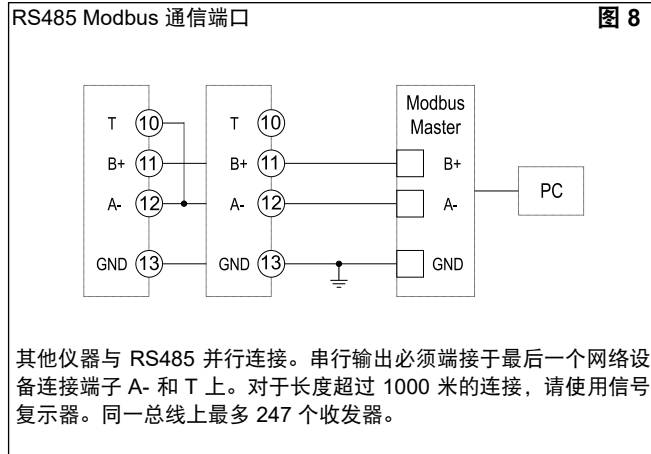 RS485 Modbus 通信端口
图 8
Modbus
Master
T 10
T 10
B+ 11
B+ 11
B+
PC
A- 12
A- 12
A-
GND 13
GND 13
GND
其他仪器与 RS485 并行连接。串行输出必须端接于最后一个网络设
备连接端子 A- 和 T 上。对于长度超过 1000 米的连接，请使用信号
复示器。同一总线上最多 247 个收发器。